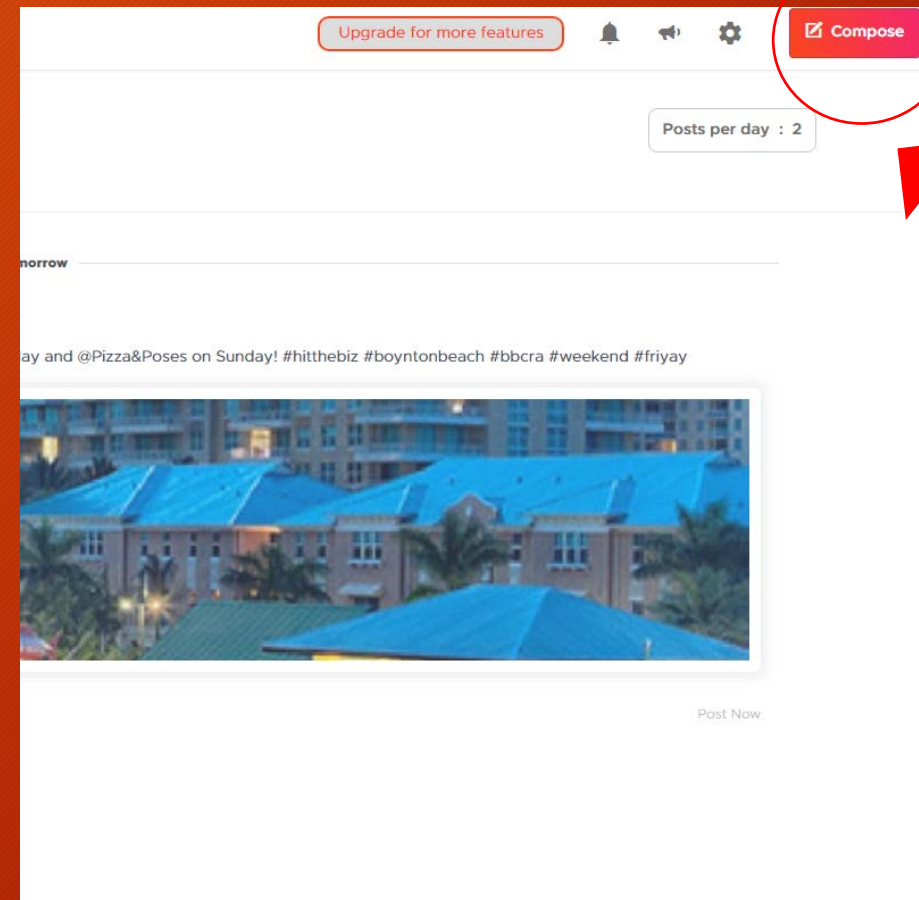 Upgrade for more features
Compose
Posts per day : 2
morrow
ay and @Pizza&Poses on Sunday! #hitthebiz #boyntonbeach #bbcra #weekend #friyay
Post Now